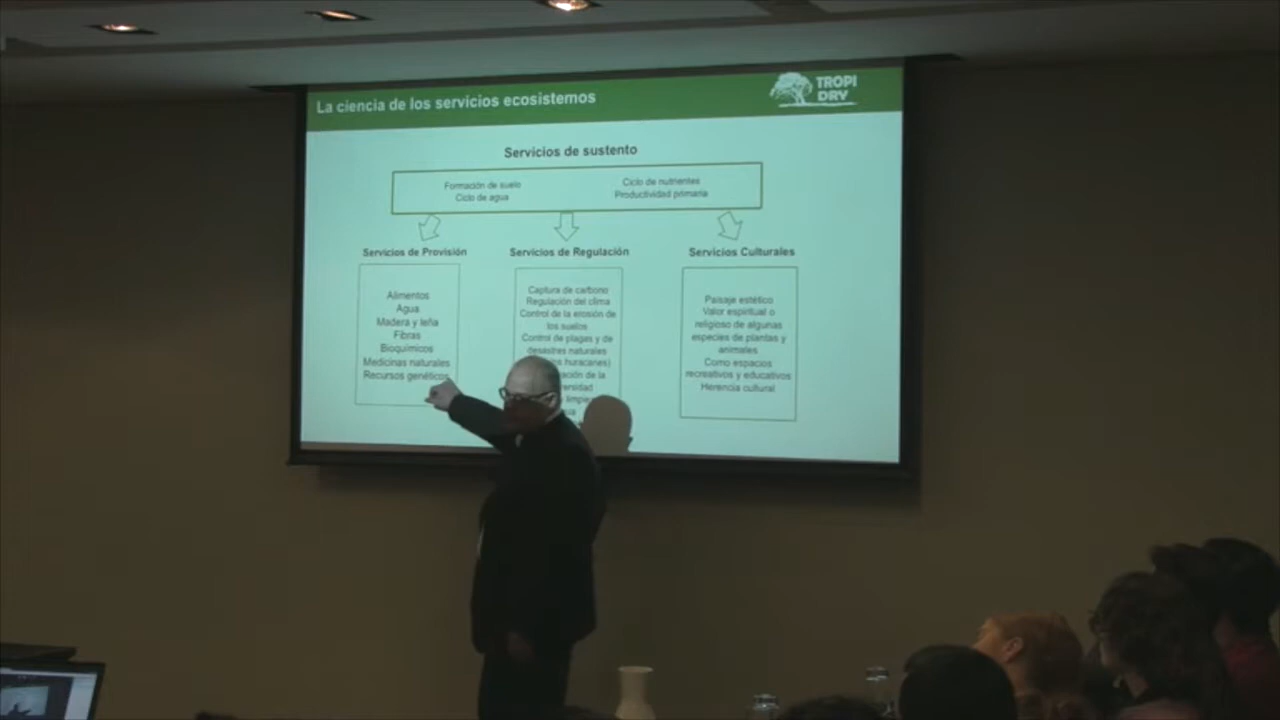 La ciencia de los servicios ecosistemos
TROPI
DRY
Servicios de sustento
Formación de suelo
Ciclo de agua
Ciclo de nutrientes
Productividad primaria
Servicios de Provisión
Alimentos
Agua
Madera y leña
Fibras
Bioquímicos
Medicinas naturales
Recursos genéticos
Servicios de Regulación
Captura de carbono
Regulación del clima
Control de la erosión de
los suelos
Control de plagas y de
desastres naturales
huracanes)
de la
Servicios Culturales
Paisaje estético
Valor espiritual o
religioso de algunas
especies de plantas y
animales
Como espacios
recreativos y educativos
Herencia cultural